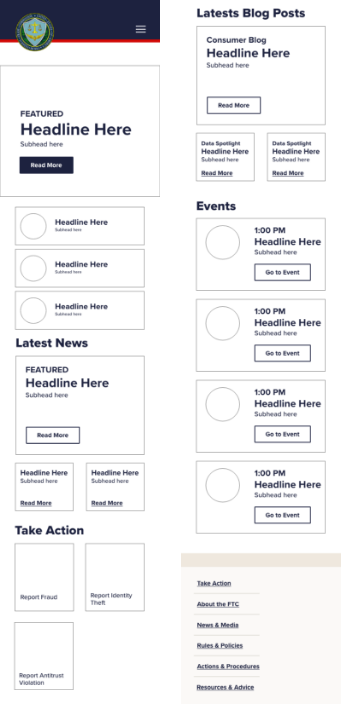 FEATURED
Headline Here
Subhead here
Read More
Headline Here
Subhead here
Headline Here
Subhead here
Headline Here
Subhead here
Latest News
FEATURED
Headline Here
Subhead here
Read More
Headline Here
Subhead here
Read More
Headline Here
Subhead here
Read More
Take Action
Report Fraud
Report Identity
Theft
Report Antitrust
Violation
Latests Blog Posts
Consumer Blog
Headline Here
Subhead here
Read More
Data Spotlight
Headline Here
Subhead here
Read More
Data Spotlight
Headline Here
Subhead here
Read More
Events
1:00 PM
Headline Here
Subhead here
Go to Event
1:00 PM
Headline Here
Subhead here
Go to Event
1:00 PM
Headline Here
Subhead here
Go to Event
1:00 PM
Headline Here
Subhead here
Go to Event
Take Action
About the FTC
News & Media
Rules & Policies
Actions & Procedures
Resources & Advice